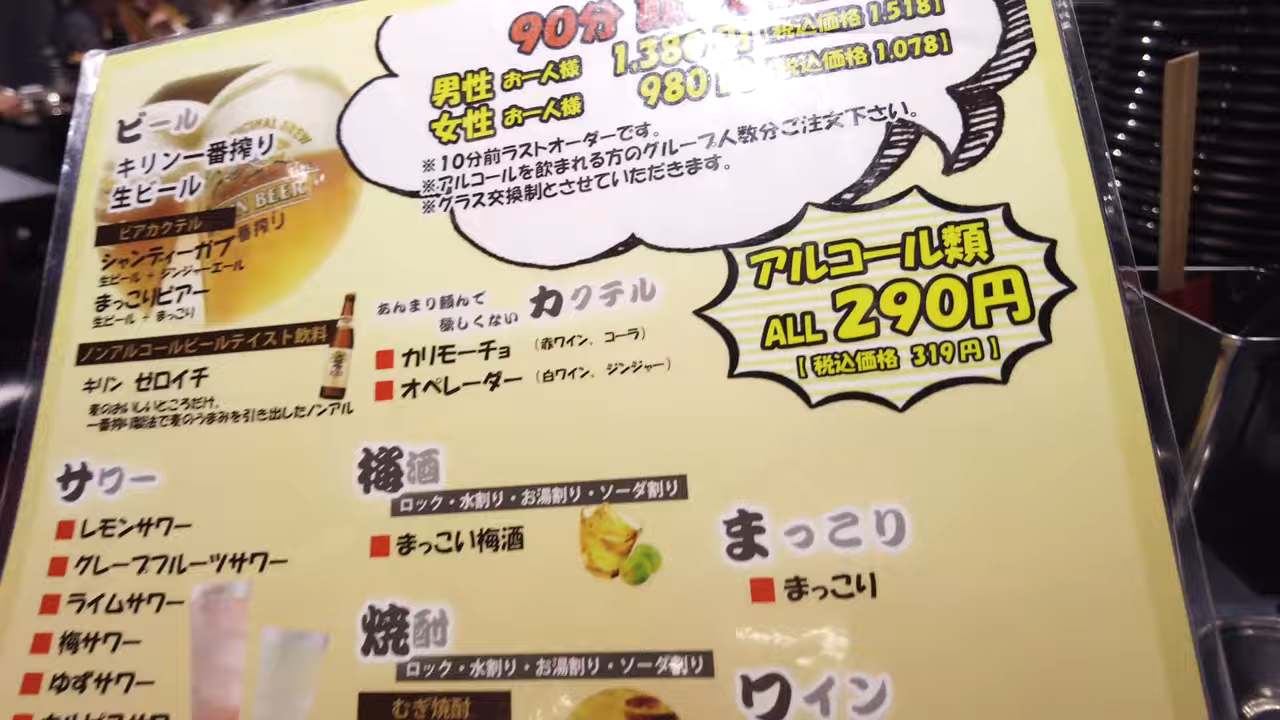 90分
男性 お一人様 1,380円 [税込価格 1,518]
女性 お一人様 980円 [税込価格 1,078]
※10分前ラストオーダーです。
※アルコールを飲まれる方のグループ人数分ご注文下さい。
※グラス交換制とさせていただきます。
アルコール類
ALL 290円
[税込価格 319円]
ビール
キリン一番搾り
生ビール
ビアカクテル
シャンディーガフ
生ビール + ジンジャーエール
まっこりビアー
生ビール + まっこり
ノンアルコールビールテイスト飲料
キリン ゼロイチ
麦のおいしいところだけ。
一番搾り製法で麦のうまみを引き出したノンアル
あんまり頼んで
欲しくない カクテル
カリモーチョ (赤ワイン、コーラ)
オペレーター (白ワイン、ジンジャー)
サワー
レモンサワー
グレープフルーツサワー
ライムサワー
梅サワー
ゆずサワー
カルピスサワー
梅酒
ロック・水割り・お湯割り・ソーダ割り
まっこい梅酒
焼酎
ロック・水割り・お湯割り・ソーダ割り
むぎ焼酎
まっこり
まっこり
ワイン